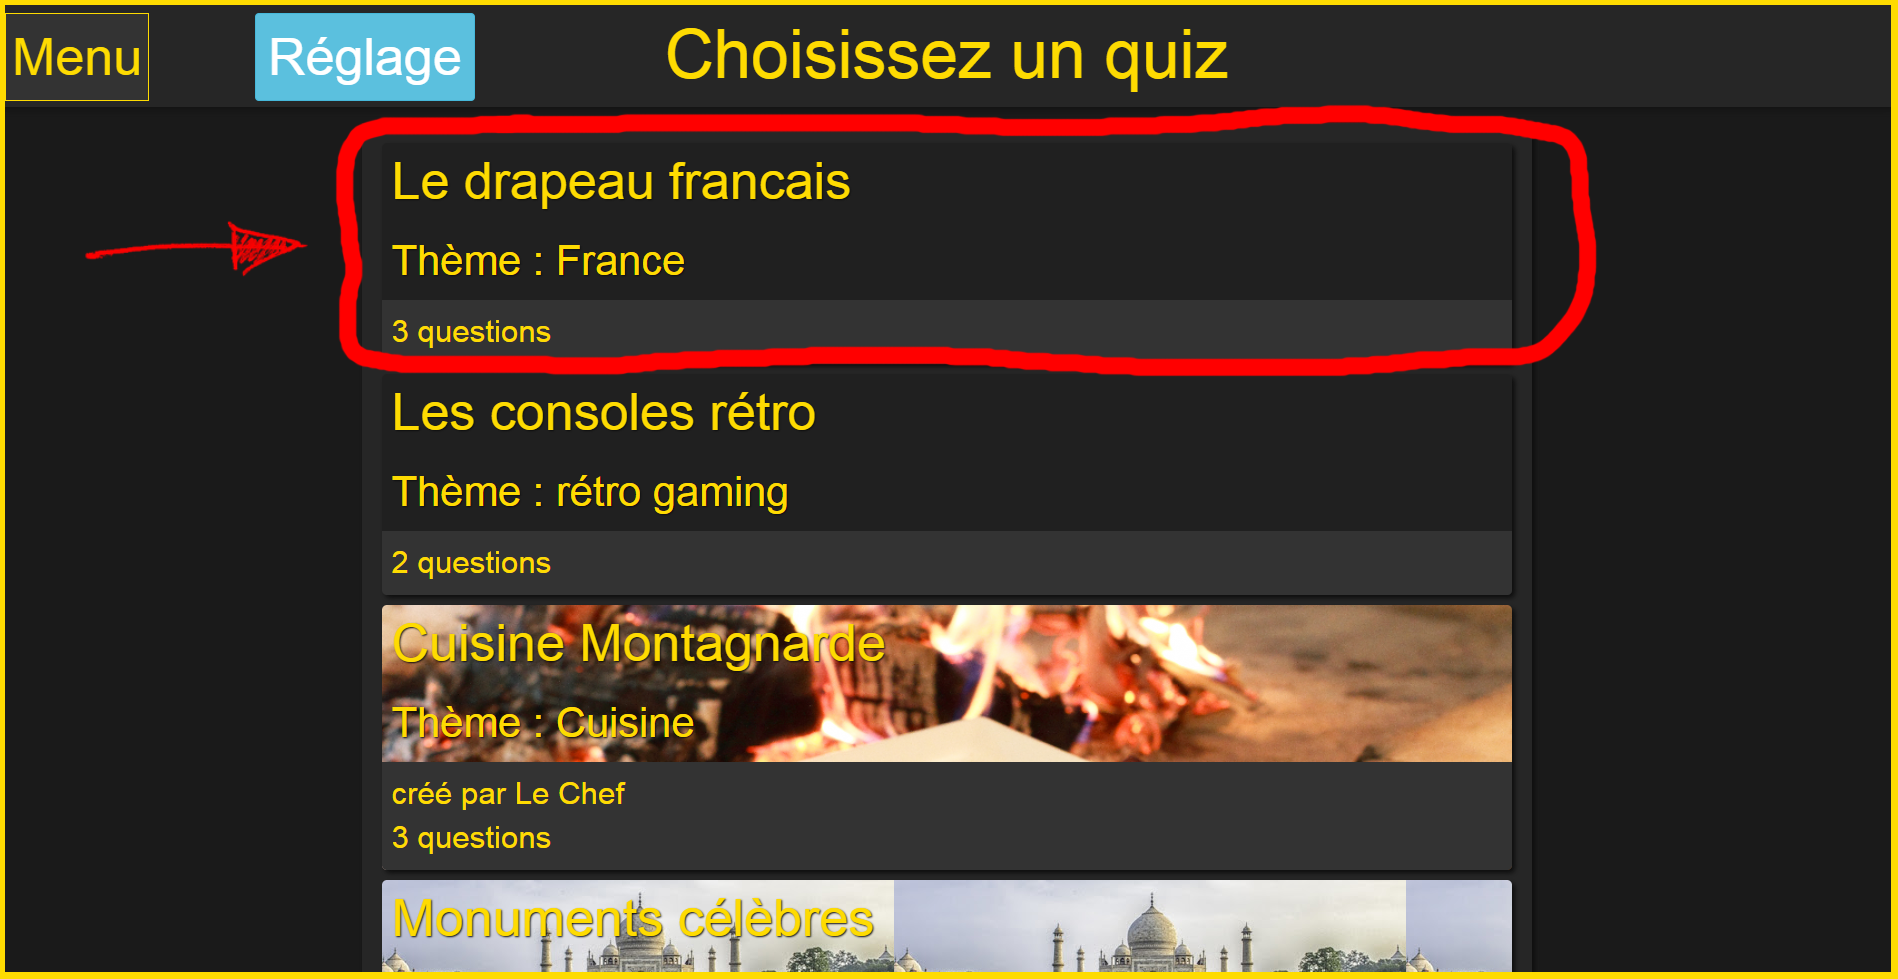 Menu
Réglage
Choisissez un quiz
Le drapeau francais
Thème : France
3 questions
Les consoles rétro
Thème : rétro gaming
2 questions
Cuisine Montagnarde
Thème : Cuisine
créé par Le Chef
3 questions
Monuments célèbres